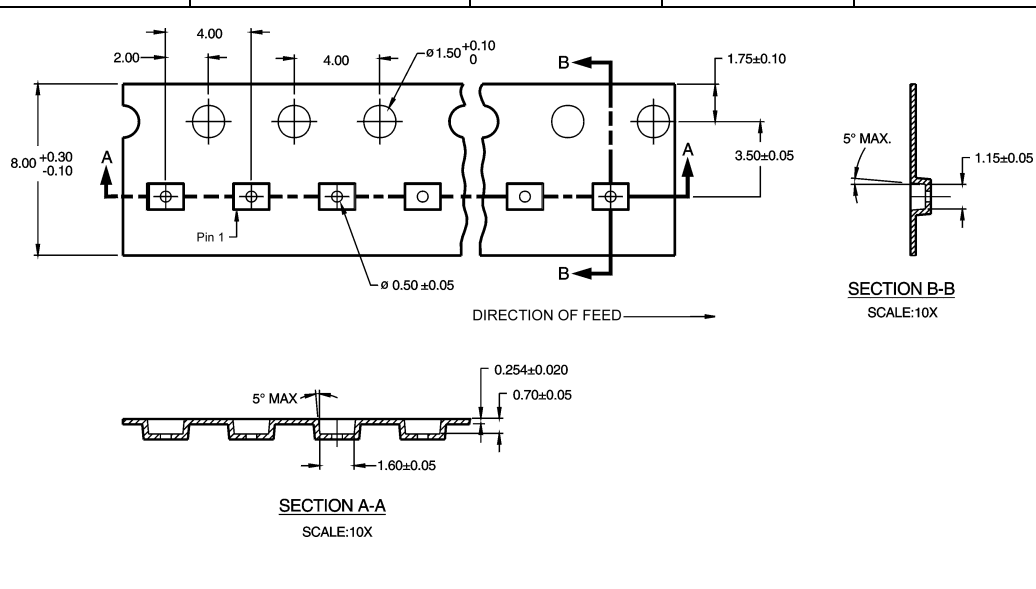 4.00
2.00
4.00
ø1.50 +0.10
0
B
1.75±0.10
8.00 +0.30
-0.10
A
A
3.50±0.05
5° MAX.
1.15±0.05
Pin 1
B
ø 0.50 ±0.05
SECTION B-B
SCALE:10X
DIRECTION OF FEED
0.254±0.020
5° MAX
0.70±0.05
1.60±0.05
SECTION A-A
SCALE:10X